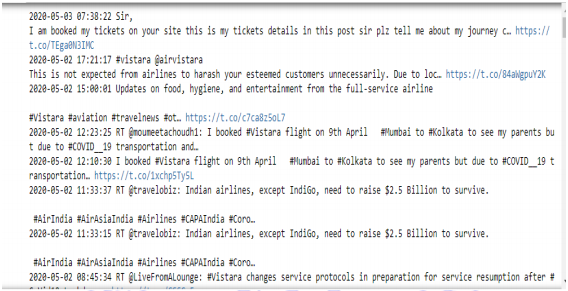 2020-05-03 07:38:22 Sir,
I am booked my tickets on your site this is my tickets details in this post sir plz tell me about my journey c… https://
t.co/TEga0N3IMC
2020-05-02 17:21:17 #vistara @airvistara
This is not expected from airlines to harash your esteemed customers unnecessarily. Due to loc… https://t.co/84aWgpuY2K
2020-05-02 15:00:01 Updates on food, hygiene, and entertainment from the full-service airline
#Vistara #aviation #travelnews #ot… https://t.co/c7ca8z5oL7
2020-05-02 12:23:25 RT @moumeetachoudh1: I booked #Vistara flight on 9th April #Mumbai to #Kolkata to see my parents bu
t due to #COVID__19 transportation and…
2020-05-02 12:10:30 I booked #Vistara flight on 9th April #Mumbai to #Kolkata to see my parents but due to #COVID__19 t
ransportation… https://t.co/1xchp5Ty5L
2020-05-02 11:33:37 RT @travelobiz: Indian airlines, except IndiGo, need to raise $2.5 Billion to survive.
#AirIndia #AirAsiaIndia #Airlines #CAPAIndia #Coro…
2020-05-02 11:33:15 RT @travelobiz: Indian airlines, except IndiGo, need to raise $2.5 Billion to survive.
#AirIndia #AirAsiaIndia #Airlines #CAPAIndia #Coro…
2020-05-02 08:45:34 RT @LiveFromALounge: #Vistara changes service protocols in preparation for service resumption after #